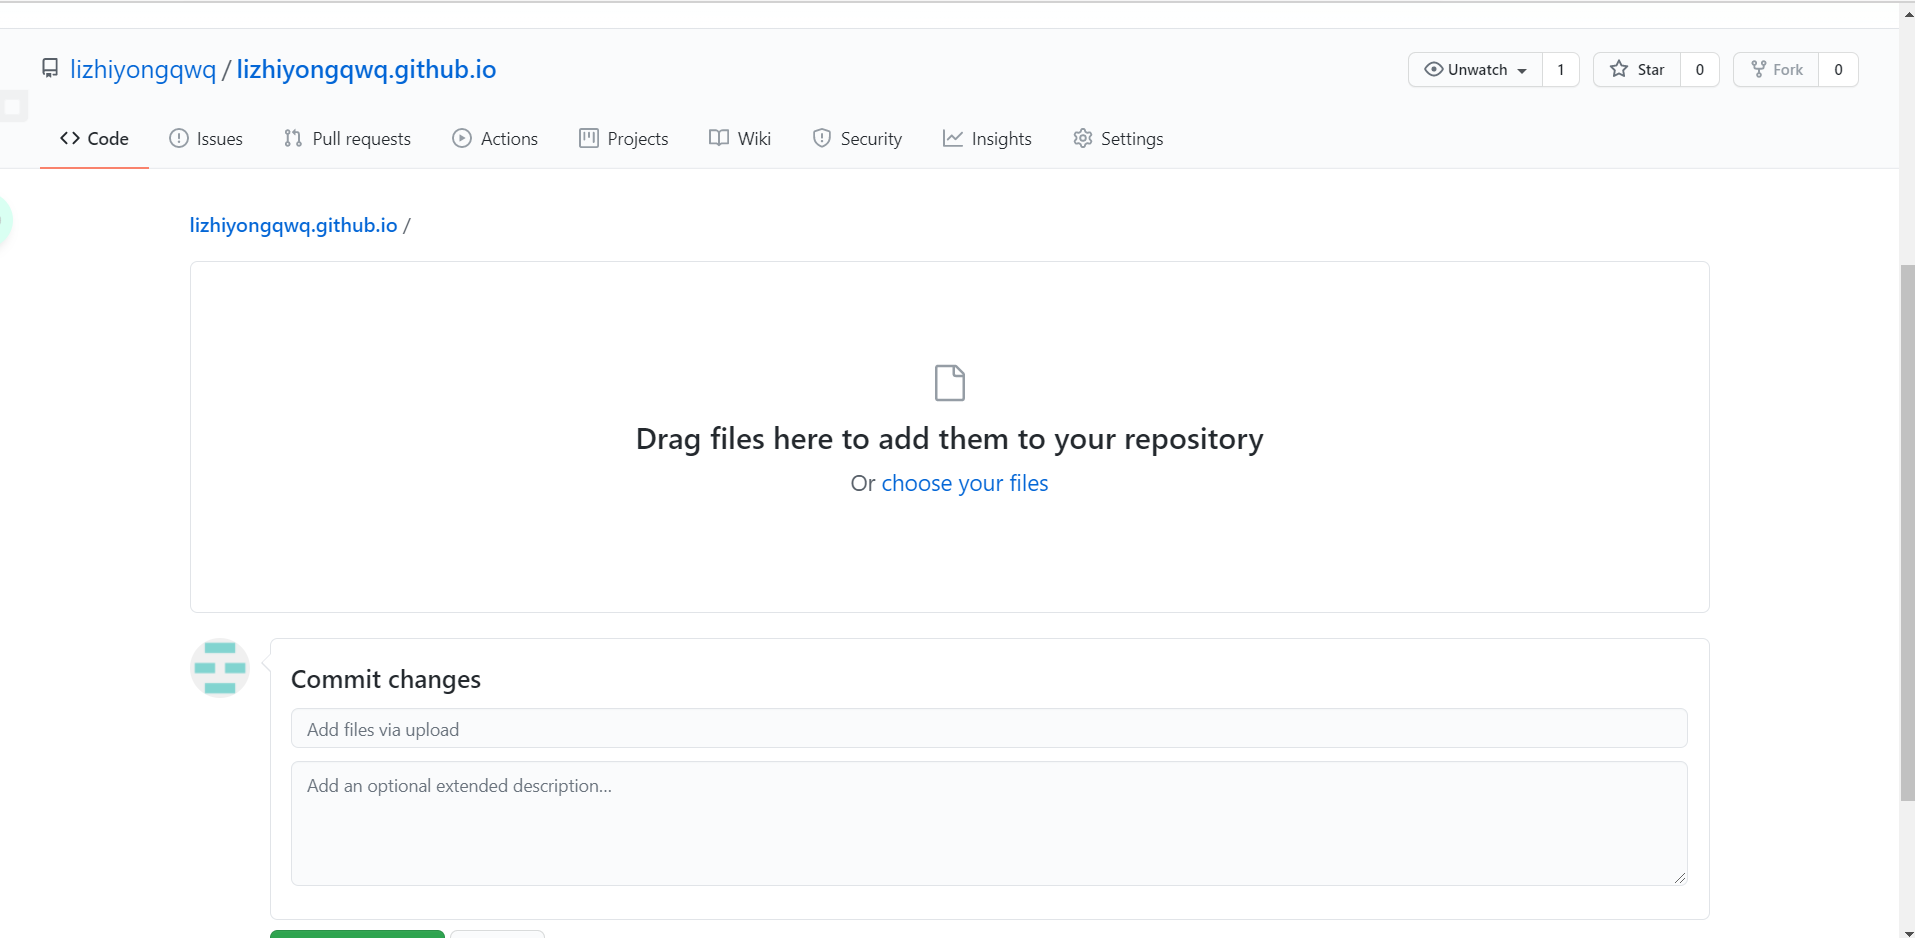 lizhiyongqwq / lizhiyongqwq.github.io
Unwatch 1 Star 0 Fork 0
Code Issues Pull requests Actions Projects Wiki Security Insights Settings
lizhiyongqwq.github.io /
Drag files here to add them to your repository
Or choose your files
Commit changes
Add files via upload
Add an optional extended description...